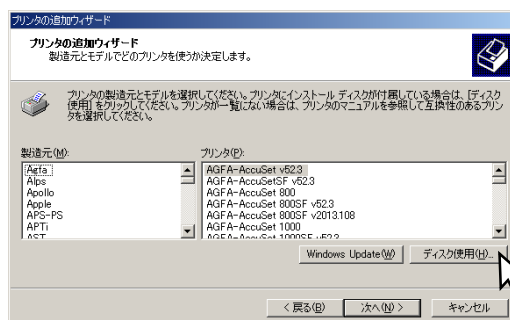 プリンタの追加ウィザード
プリンタの追加ウィザード
製造元とモデルでどのプリンタを使うか決定します。
プリンタの製造元とモデルを選択してください。プリンタにインストール ディスクが付属している場合は、[ディスク
使用] をクリックしてください。プリンタが一覧にない場合は、プリンタのマニュアルを参照して互換性のあるプリン
タを選択してください。
製造元(M): プリンタ(P):
Agfa AGFA-AccuSet v52.3
Alps AGFA-AccuSetSF v52.3
Apollo AGFA-AccuSet 800
Apple AGFA-AccuSet 800SF v52.3
APS-PS AGFA-AccuSet 800SF v2013.108
APTi AGFA-AccuSet 1000
AST AGFA-AccuSet 1000SF v52.3
Windows Update(W) ディスク使用(H)...
< 戻る(B) 次へ(N) > キャンセル